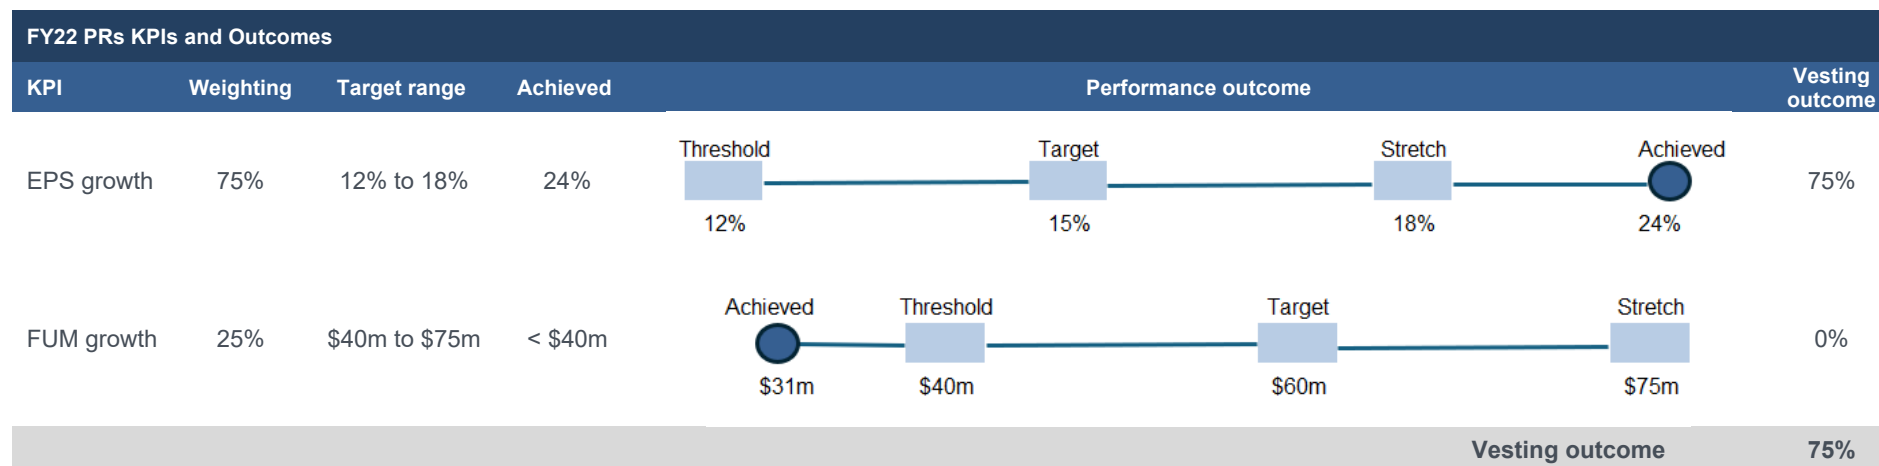 FY22 PRs KPIs and Outcomes
KPI Weighting Target range Achieved Performance outcome Vesting outcome
Threshold Target Stretch Achieved
EPS growth 75% 12% to 18% 24% 75%
12% 15% 18% 24%
Achieved Threshold Target Stretch
FUM growth 25% $40m to $75m < $40m 0%
$31m $40m $60m $75m
Vesting outcome 75%